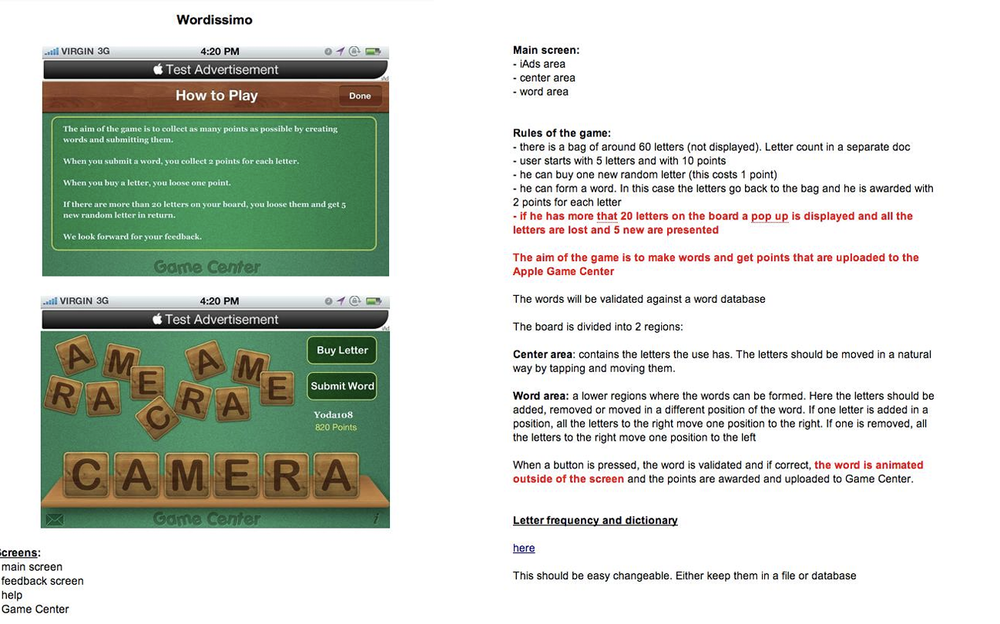 Wordissimo
VIRGIN 3G 4:20 PM
Test Advertisement
iAd
How to Play Done
The aim of the game is to collect as many points as possible by creating
words and submitting them.
When you submit a word, you collect 2 points for each letter.
When you buy a letter, you loose one point.
If there are more than 20 letters on your board, you loose them and get 5
new random letter in return.
We look forward for your feedback.
Game Center
VIRGIN 3G 4:20 PM
Test Advertisement
iAd
A M E A M E
R A C R A
Buy Letter
Submit Word
Yoda108
820 Points
C A M E R A
Game Center i
Screens:
main screen
feedback screen
help
Game Center
Main screen:
- iAds area
- center area
- word area
Rules of the game:
- there is a bag of around 60 letters (not displayed). Letter count in a separate doc
- user starts with 5 letters and with 10 points
- he can buy one new random letter (this costs 1 point)
- he can form a word. In this case the letters go back to the bag and he is awarded with
2 points for each letter
- if he has more that 20 letters on the board a pop up is displayed and all the
letters are lost and 5 new are presented
The aim of the game is to make words and get points that are uploaded to the
Apple Game Center
The words will be validated against a word database
The board is divided into 2 regions:
Center area: contains the letters the use has. The letters should be moved in a natural
way by tapping and moving them.
Word area: a lower regions where the words can be formed. Here the letters should be
added, removed or moved in a different position of the word. If one letter is added in a
position, all the letters to the right move one position to the right. If one is removed, all
the letters to the right move one position to the left
When a button is pressed, the word is validated and if correct, the word is animated
outside of the screen and the points are awarded and uploaded to Game Center.
Letter frequency and dictionary
here
This should be easy changeable. Either keep them in a file or database